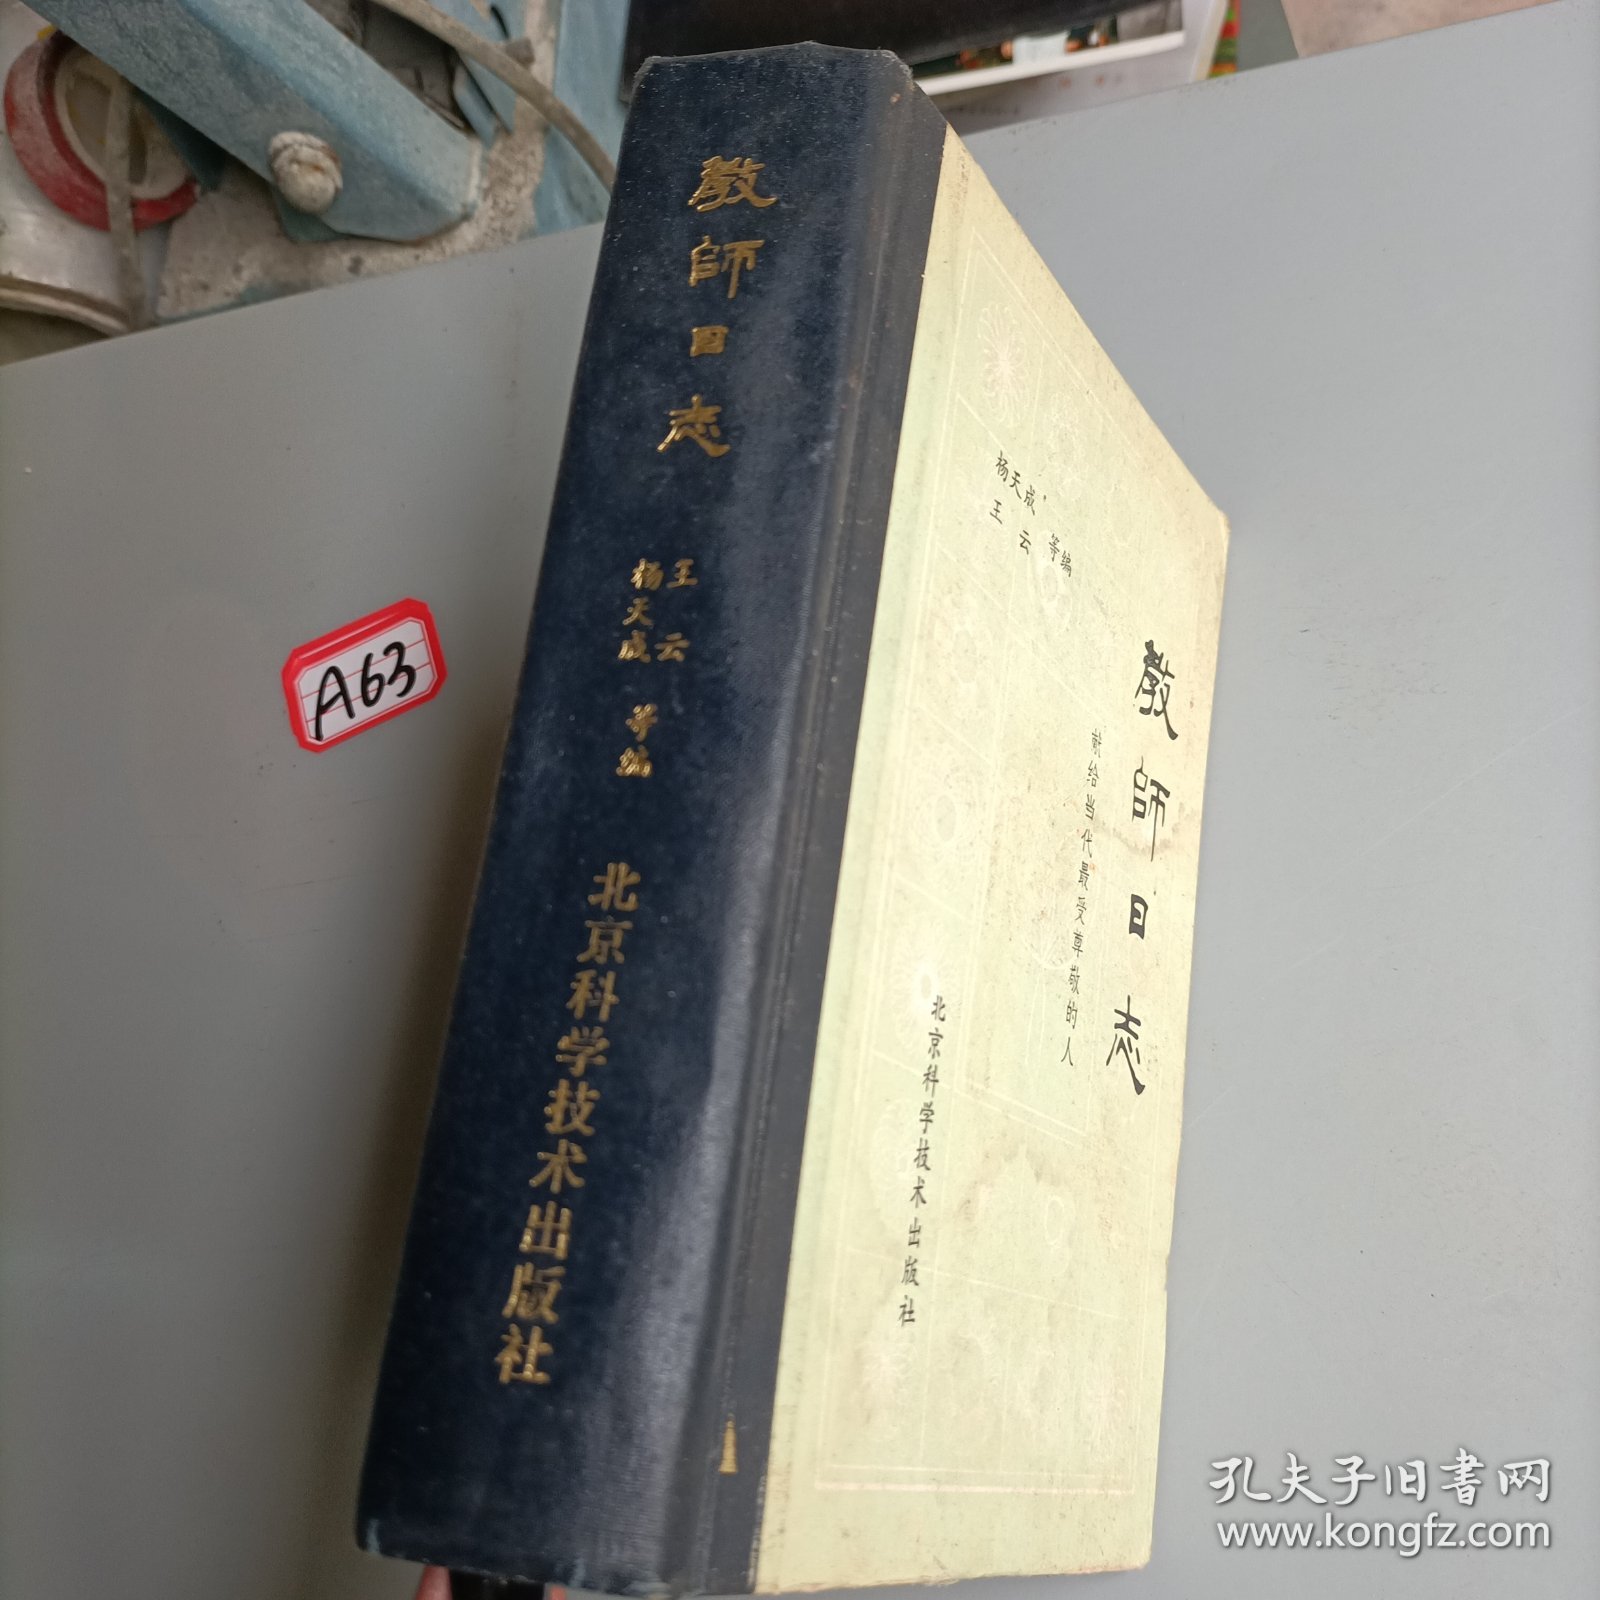 教師日志
王云
杨天成
等编
北京科学技术出版社
A63
杨天成
王云
等编
教師日志
献给当代最受尊敬的人
北京科学技术出版社
孔夫子旧書网
www.kongfz.com